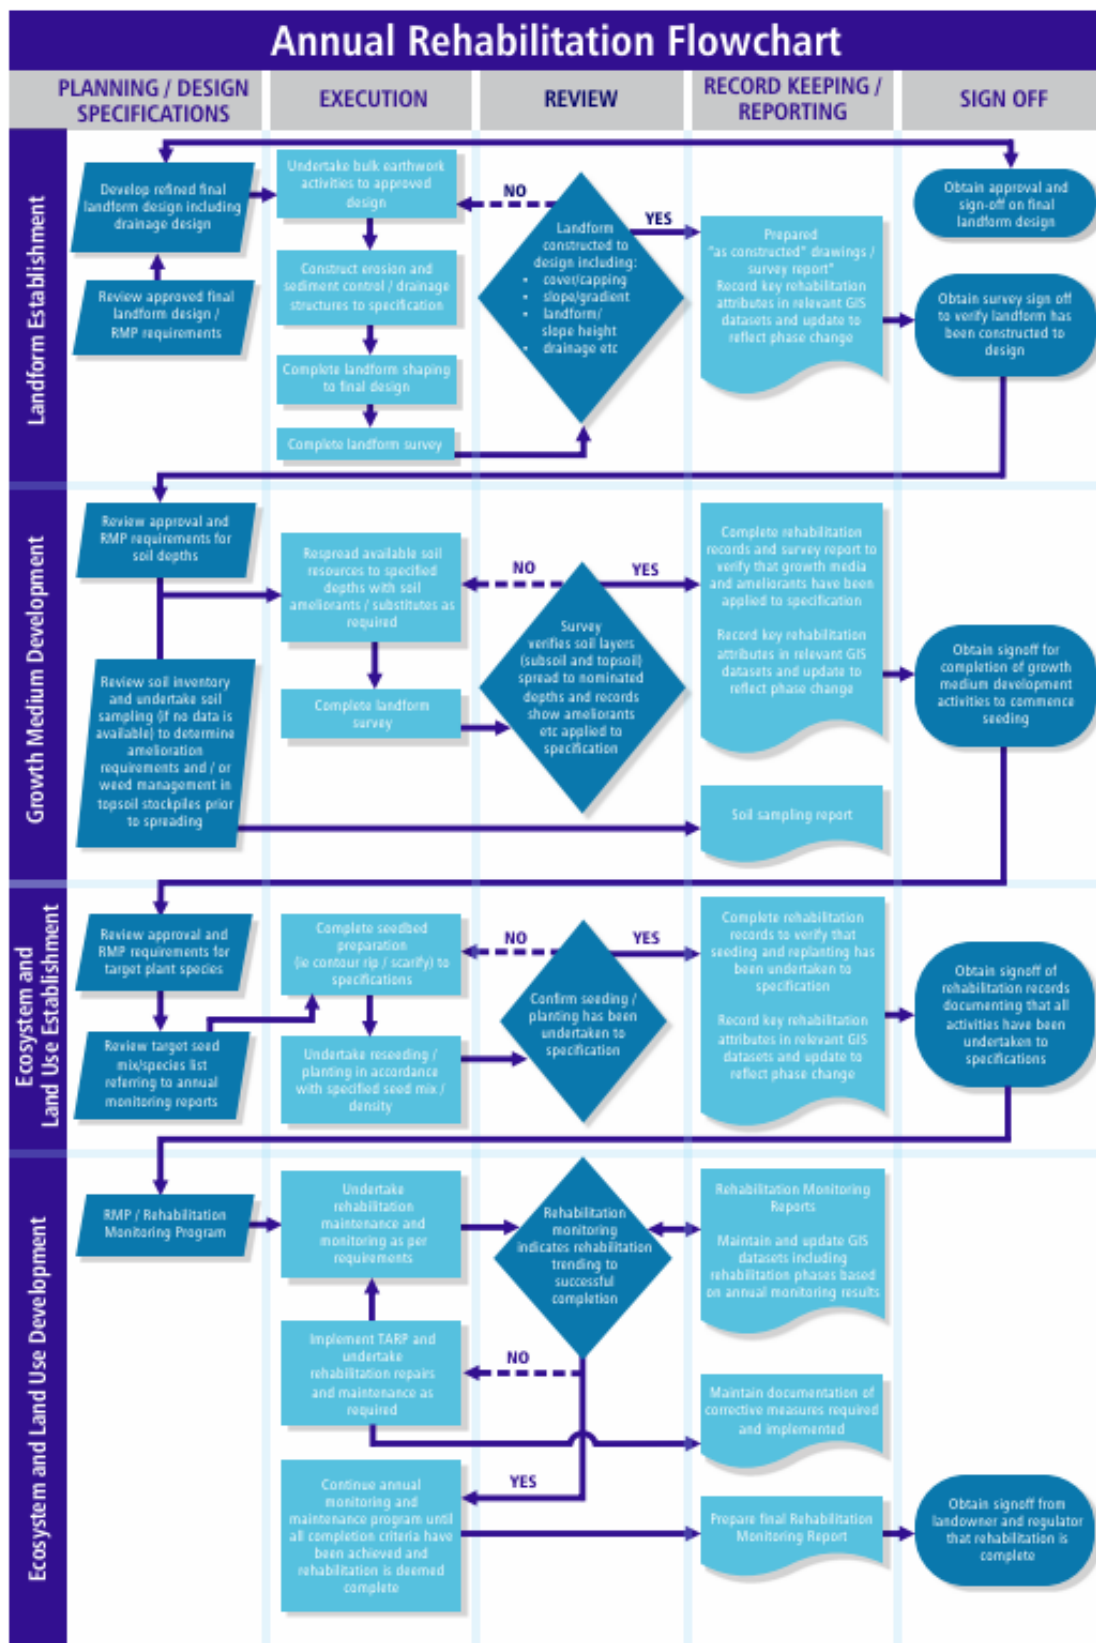 Annual Rehabilitation Flowchart
PLANNING / DESIGN
SPECIFICATIONS
EXECUTION
REVIEW
RECORD KEEPING /
REPORTING
SIGN OFF
Landform Establishment
Develop refined final
landform design including
drainage design
Review approved final
landform design /
RMP requirements
Undertake bulk earthwork
activities to approved
design
Construct erosion and
sediment control / drainage
structures to specification
Complete landform shaping
to final design
Complete landform survey
NO
YES
Landform
constructed to
design including:
• cover/capping
• slope/gradient
• landform/
slope height
• drainage etc
Prepared
"as constructed" drawings /
survey report"
Record key rehabilitation
attributes in relevant GIS
datasets and update to
reflect phase change
Obtain approval and
sign-off on final
landform design
Obtain survey sign off
to verify landform has
been constructed to
design
Growth Medium Development
Review approval and
RMP requirements for
soil depths
Review soil inventory
and undertake soil
sampling (if no data is
available) to determine
amelioration
requirements and / or
weed management in
topsoil stockpiles prior
to spreading
Respread available soil
resources to specified
depths with soil
ameliorants / substitutes as
required
Complete landform
survey
NO
YES
Survey
verifies soil layers
(subsoil and topsoil)
spread to nominated
depths and records
show ameliorants
etc applied to
specification
Complete rehabilitation
records and survey report to
verify that growth media
and ameliorants have been
applied to specification
Record key rehabilitation
attributes in relevant GIS
datasets and update to
reflect phase change
Soil sampling report
Obtain signoff for
completion of growth
medium development
activities to commence
seeding
Ecosystem and
Land Use Establishment
Review approval and
RMP requirements for
target plant species
Review target seed
mix/species list
referring to annual
monitoring reports
Complete seedbed
preparation
(ie contour rip / scarify) to
specifications
Undertake reseeding /
planting in accordance
with specified seed mix /
density
NO
YES
Confirm seeding /
planting has been
undertaken to
specification
Complete rehabilitation
records to verify that
seeding and replanting has
been undertaken to
specification
Record key rehabilitation
attributes in relevant GIS
datasets and update to
reflect phase change
Obtain signoff of
rehabilitation records
documenting that all
activities have been
undertaken to
specifications
Ecosystem and Land Use Development
RMP / Rehabilitation
Monitoring Program
Undertake
rehabilitation
maintenance and
monitoring as per
requirements
Implement TARP and
undertake
rehabilitation repairs
and maintenance as
required
Continue annual
monitoring and
maintenance program until
all completion criteria have
been achieved and
rehabilitation is deemed
complete
Rehabilitation
monitoring
indicates rehabilitation
trending to
successful
completion
NO
YES
Rehabilitation Monitoring
Reports
Maintain and update GIS
datasets including
rehabilitation phases based
on annual monitoring results
Maintain documentation of
corrective measures required
and implemented
Prepare final Rehabilitation
Monitoring Report
Obtain signoff from
landowner and regulator
that rehabilitation is
complete